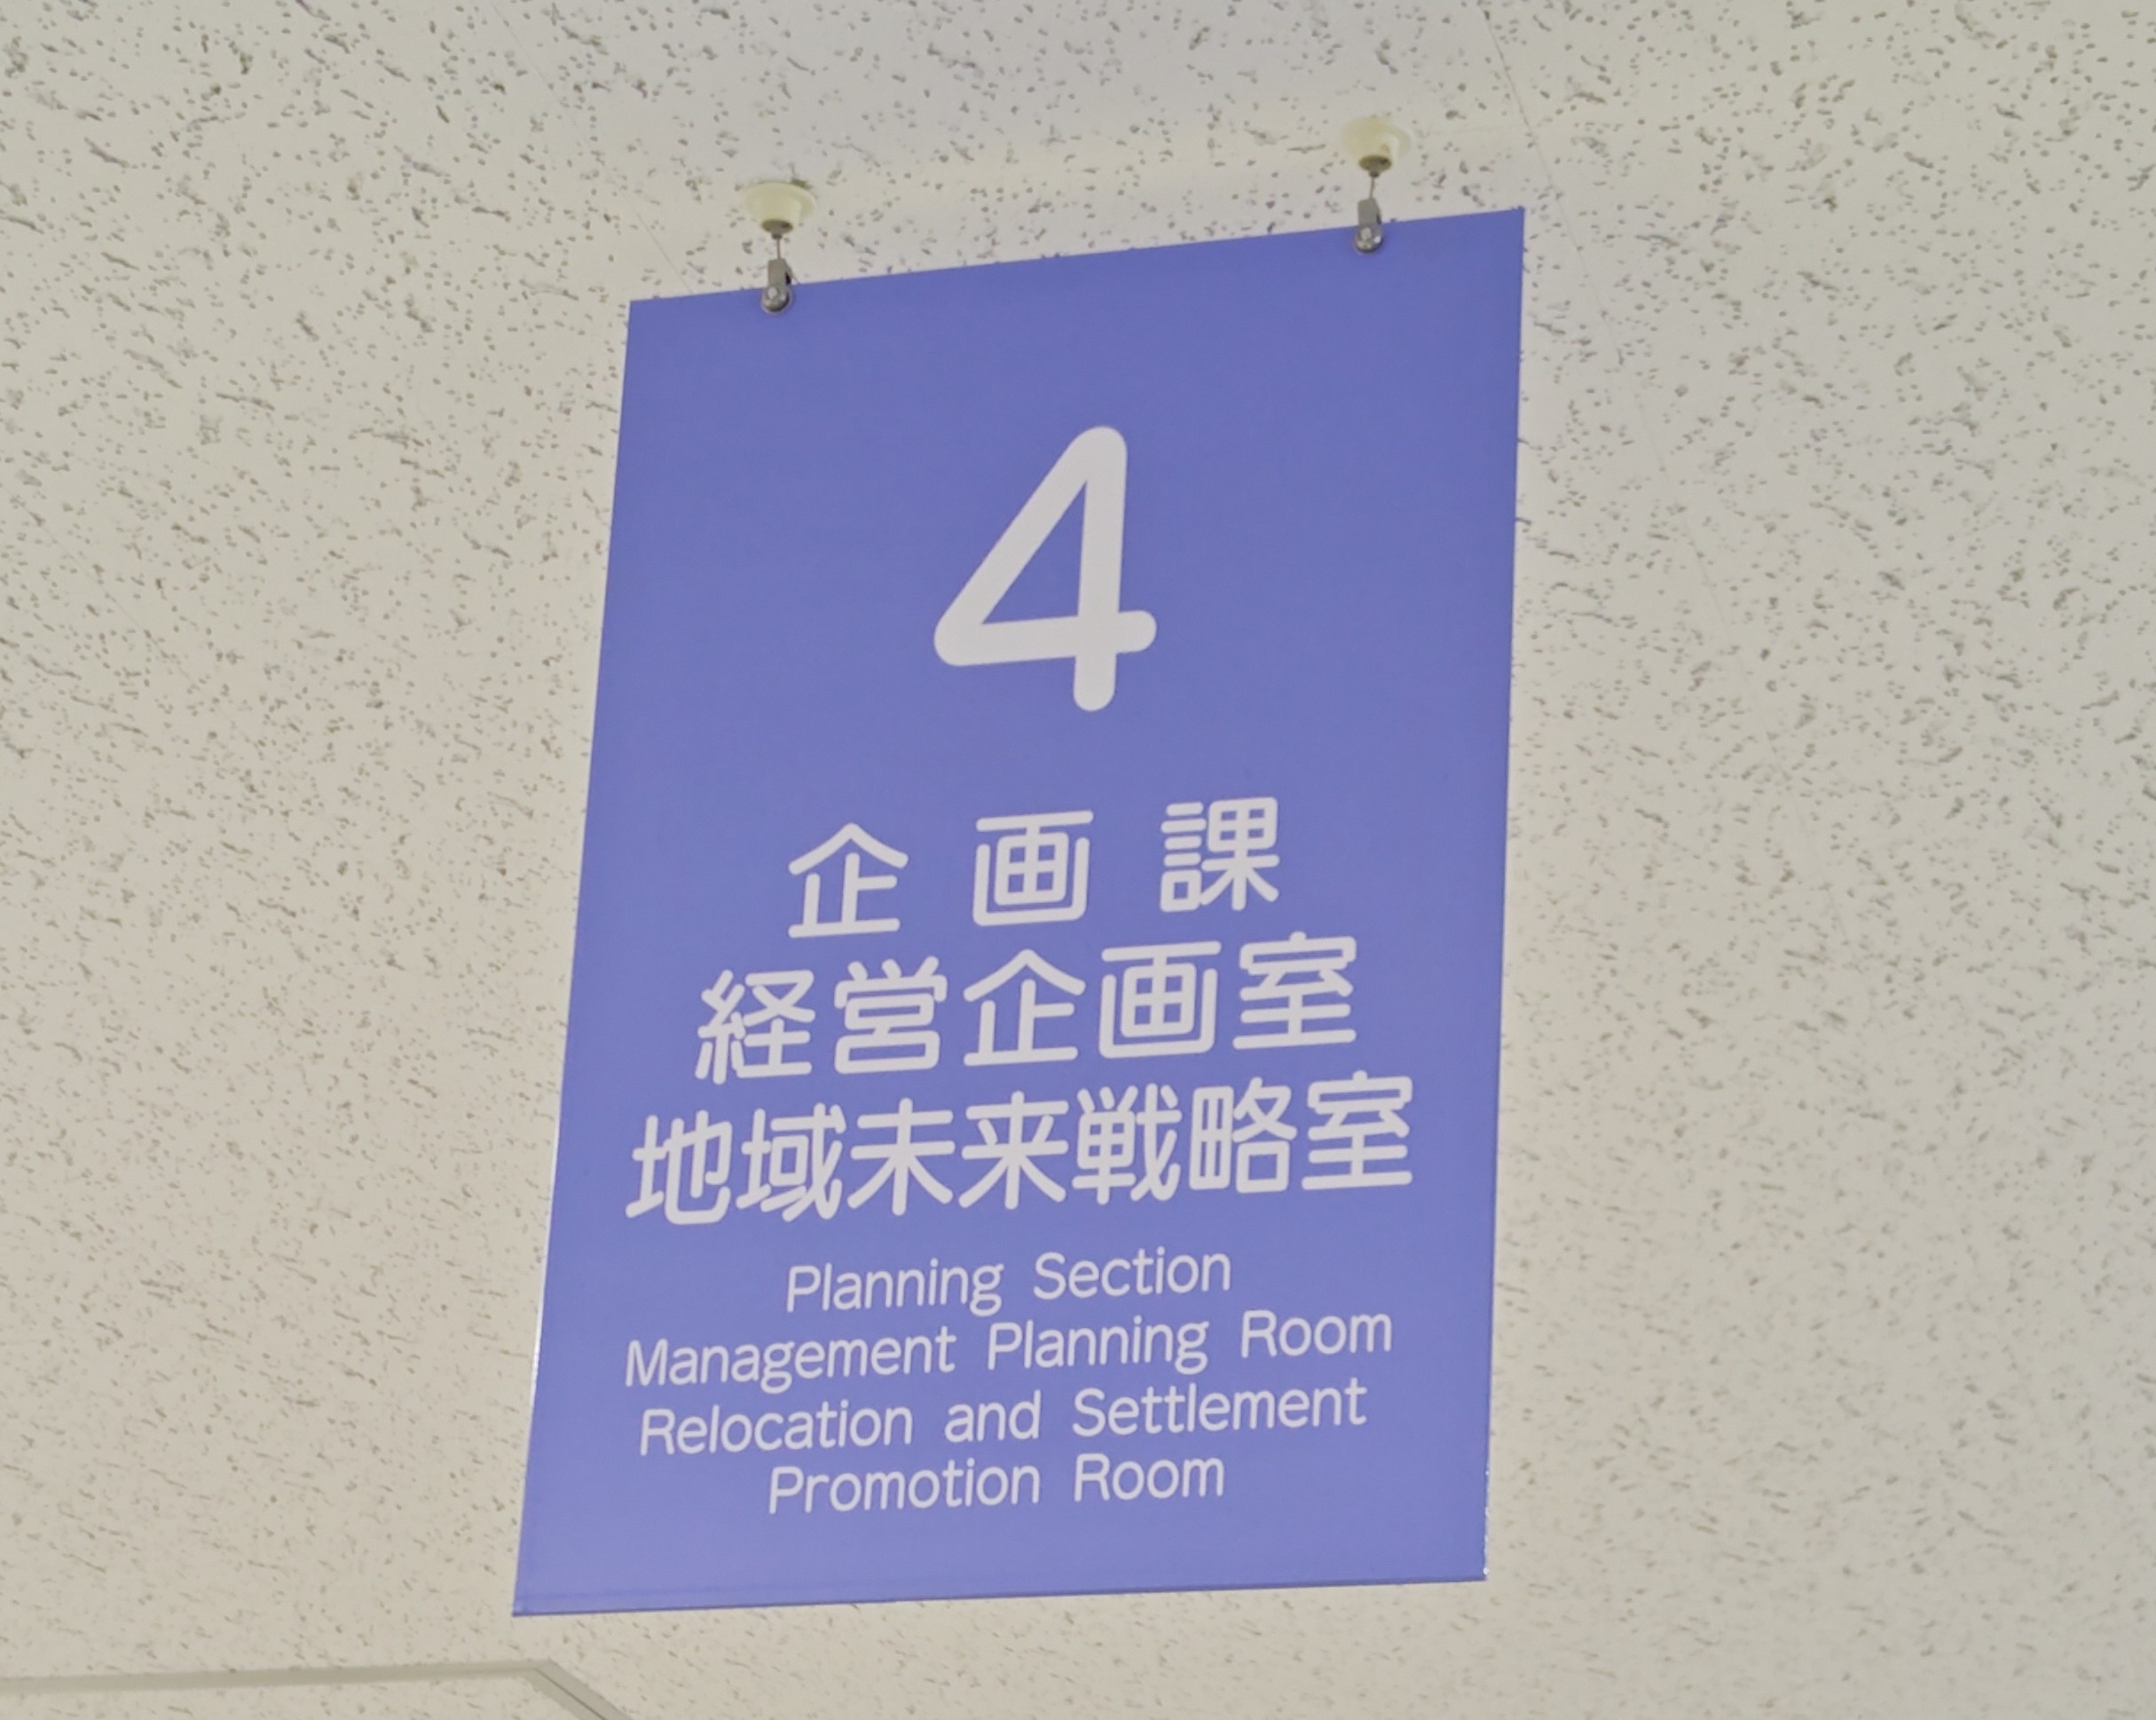 4
企画課
経営企画室
地域未来戦略室
Planning Section
Management Planning Room
Relocation and Settlement
Promotion Room